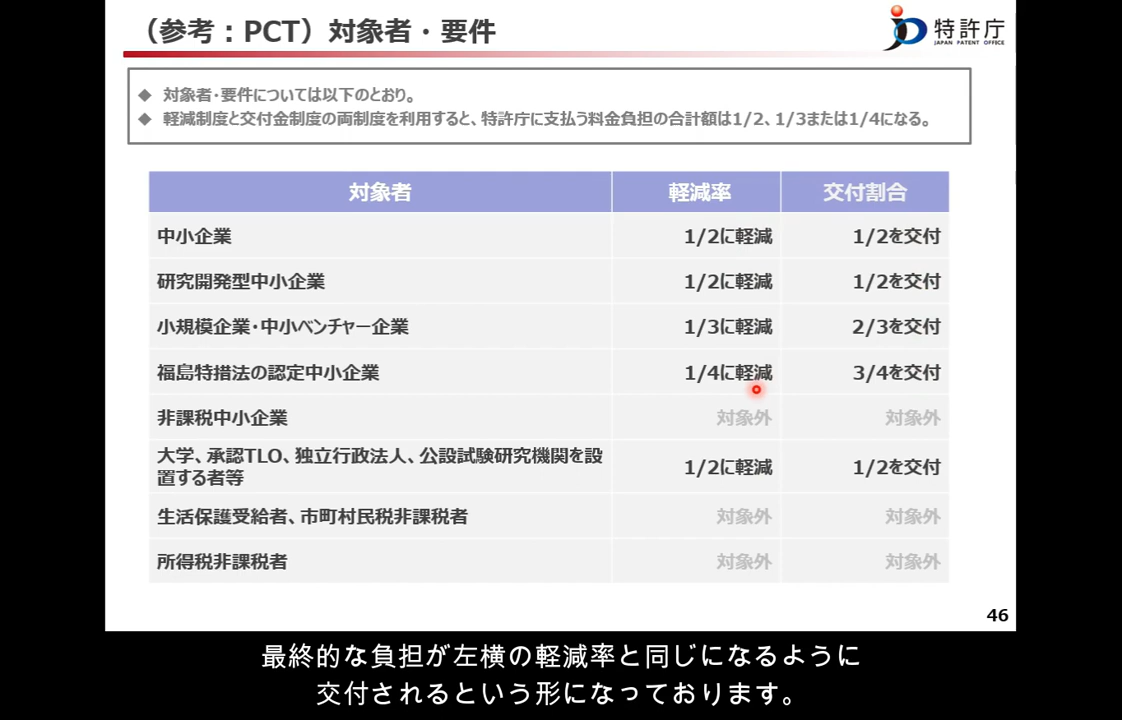 （参考：PCT）対象者・要件
特許庁
JAPAN PATENT OFFICE
◆ 対象者・要件については以下のとおり。
◆ 軽減制度と交付金制度の両制度を利用すると、特許庁に支払う料金負担の合計額は1/2、1/3または1/4になる。
対象者 軽減率 交付割合
中小企業 1/2に軽減 1/2を交付
研究開発型中小企業 1/2に軽減 1/2を交付
小規模企業・中小ベンチャー企業 1/3に軽減 2/3を交付
福島特措法の認定中小企業 1/4に軽減 3/4を交付
非課税中小企業 対象外 対象外
大学、承認TLO、独立行政法人、公設試験研究機関を設
置する者等 1/2に軽減 1/2を交付
生活保護受給者、市町村民税非課税者 対象外 対象外
所得税非課税者 対象外 対象外
46
最終的な負担が左横の軽減率と同じになるように
交付されるという形になっております。